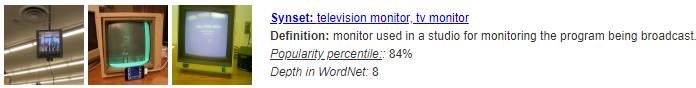 Synset: television monitor, tv monitor
Definition: monitor used in a studio for monitoring the program being broadcast.
Popularity percentile:: 84%
Depth in WordNet: 8